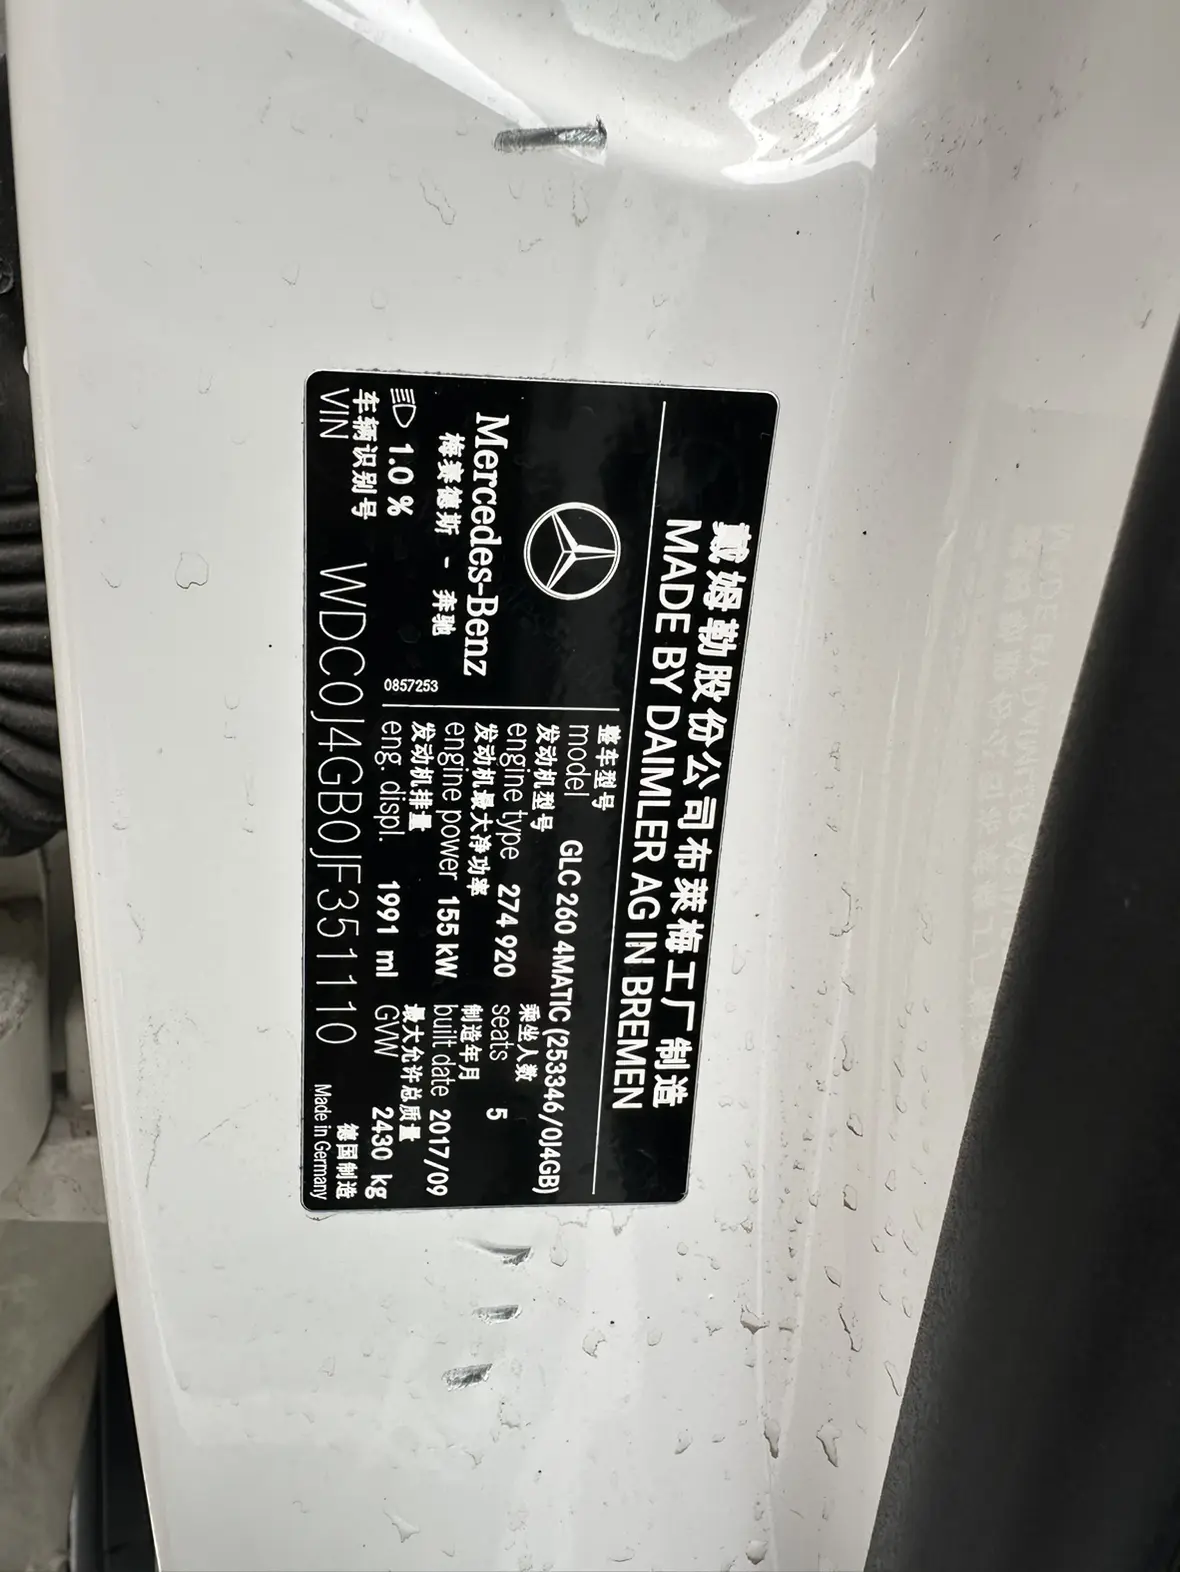 戴姆勒股份公司布莱梅工厂制造
MADE BY DAIMLER AG IN BREMEN
Mercedes-Benz
梅赛德斯 - 奔驰
0857253
整车型号
model GLC 260 4MATIC (253346/0J4GB)
发动机型号 乘坐人数
engine type 274 920 seats 5
发动机最大净功率 制造年月
engine power 155 kW built date 2017/09
发动机排量 最大允许总质量
eng. displ. 1991 ml GVW 2430 kg
1.0 %
车辆识别号 德国制造
VIN WDC0J4GB0JF351110 Made in Germany